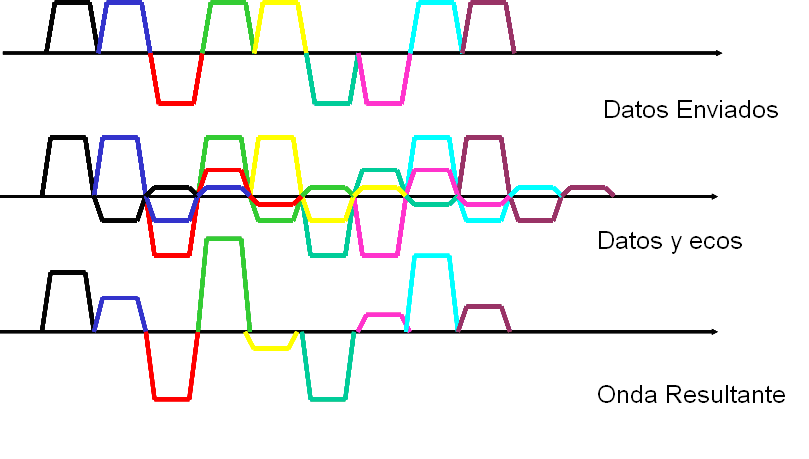 Datos Enviados
Datos y ecos
Onda Resultante